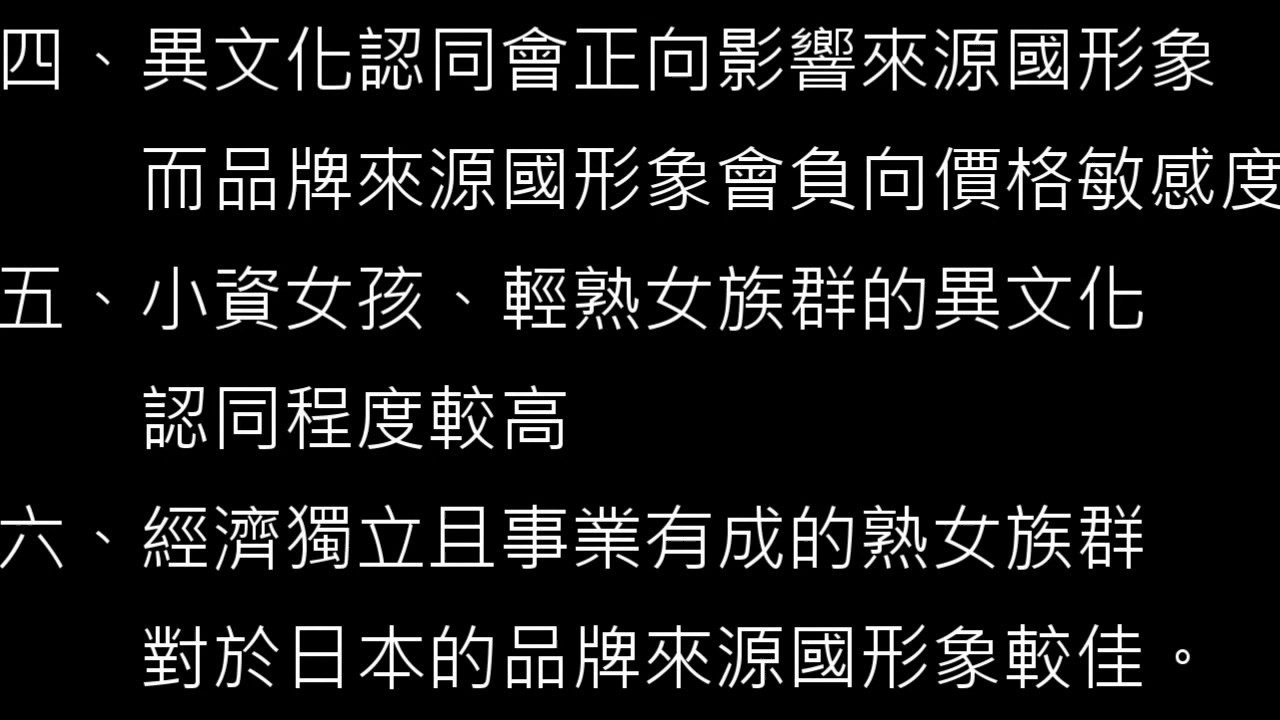 四、異文化認同會正向影響來源國形象
而品牌來源國形象會負向價格敏感度
五、小資女孩、輕熟女族群的異文化
認同程度較高
六、經濟獨立且事業有成的熟女族群
對於日本的品牌來源國形象較佳。